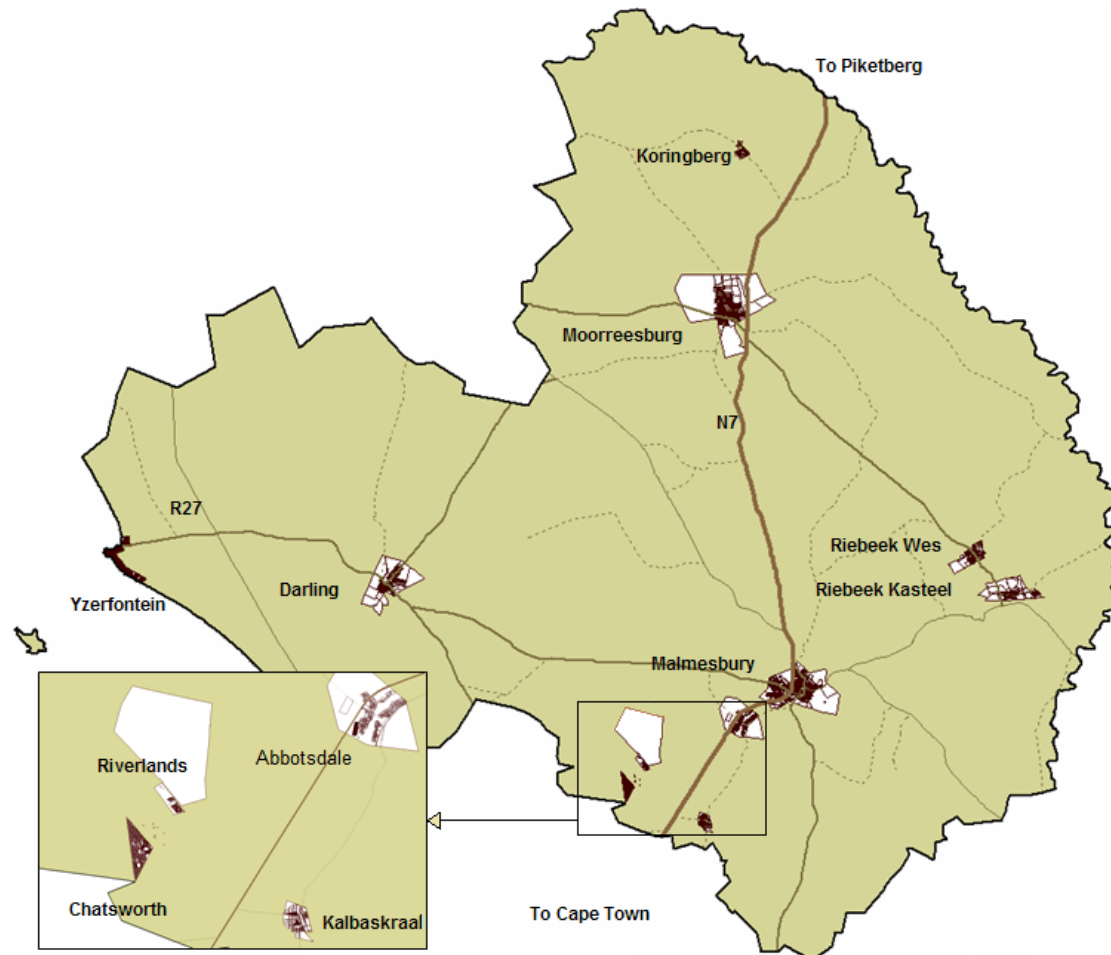 To Piketberg
Koringberg
Moorreesburg
N7
R27
Riebeek Wes
Darling
Riebeek Kasteel
Yzerfontein
Malmesbury
Riverlands
Abbotsdale
Chatsworth
To Cape Town
Kalbaskraal